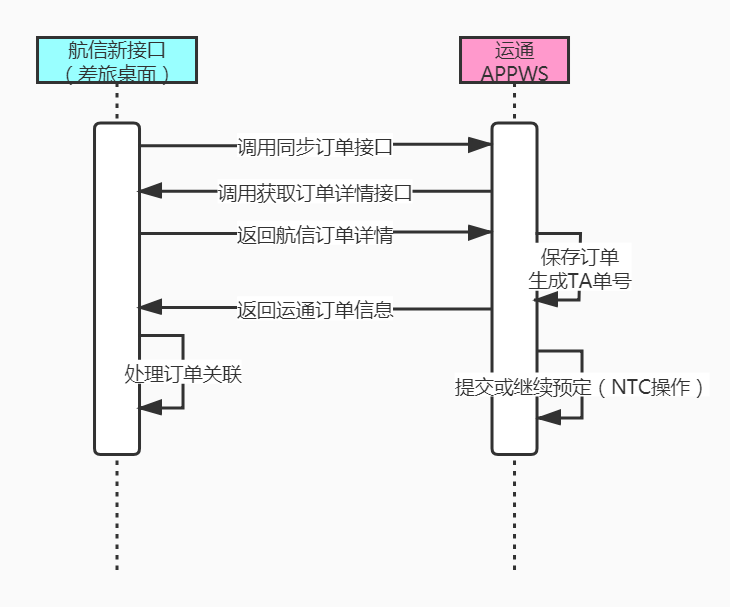 航信新接口
（差旅桌面）
运通
APPWS
调用同步订单接口
调用获取订单详情接口
返回航信订单详情
保存订单
生成TA单号
返回运通订单信息
处理订单关联
提交或继续预定（NTC操作）